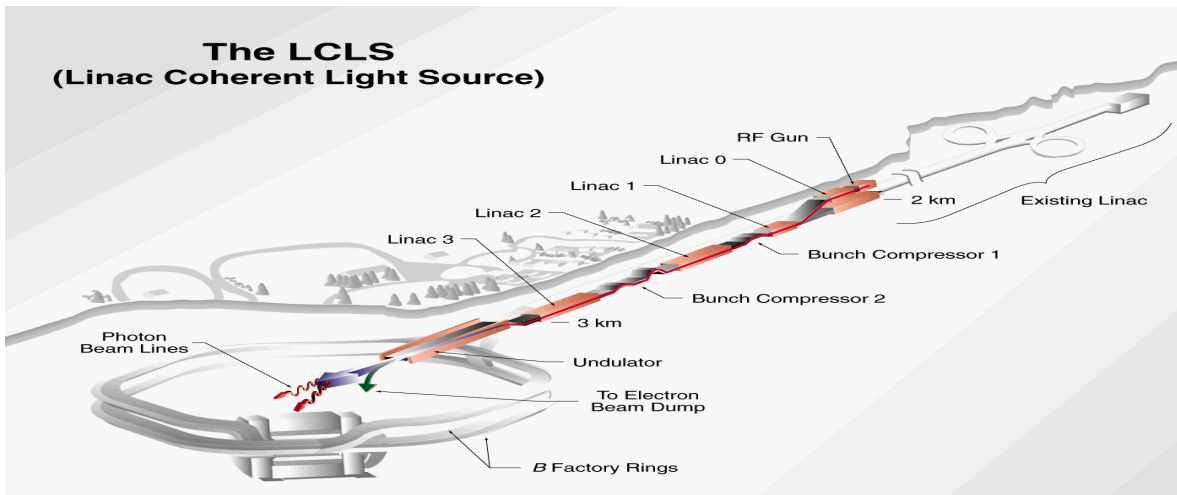 The LCLS
(Linac Coherent Light Source)
RF Gun
Linac 0
Linac 1
Linac 2
Linac 3
2 km
Existing Linac
Bunch Compressor 1
Bunch Compressor 2
3 km
Photon
Beam Lines
Undulator
To Electron
Beam Dump
B Factory Rings